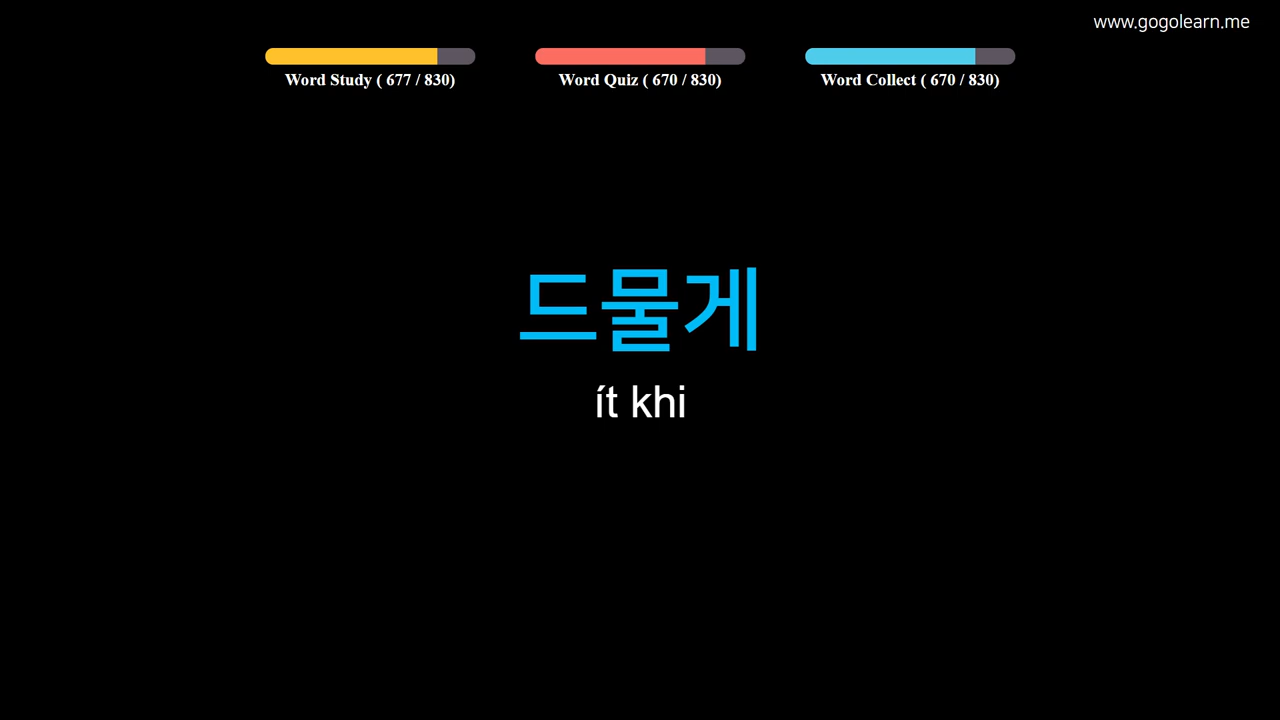 www.gogolearn.me
Word Study ( 677 / 830)
Word Quiz ( 670 / 830)
Word Collect ( 670 / 830)
드물게
ít khi